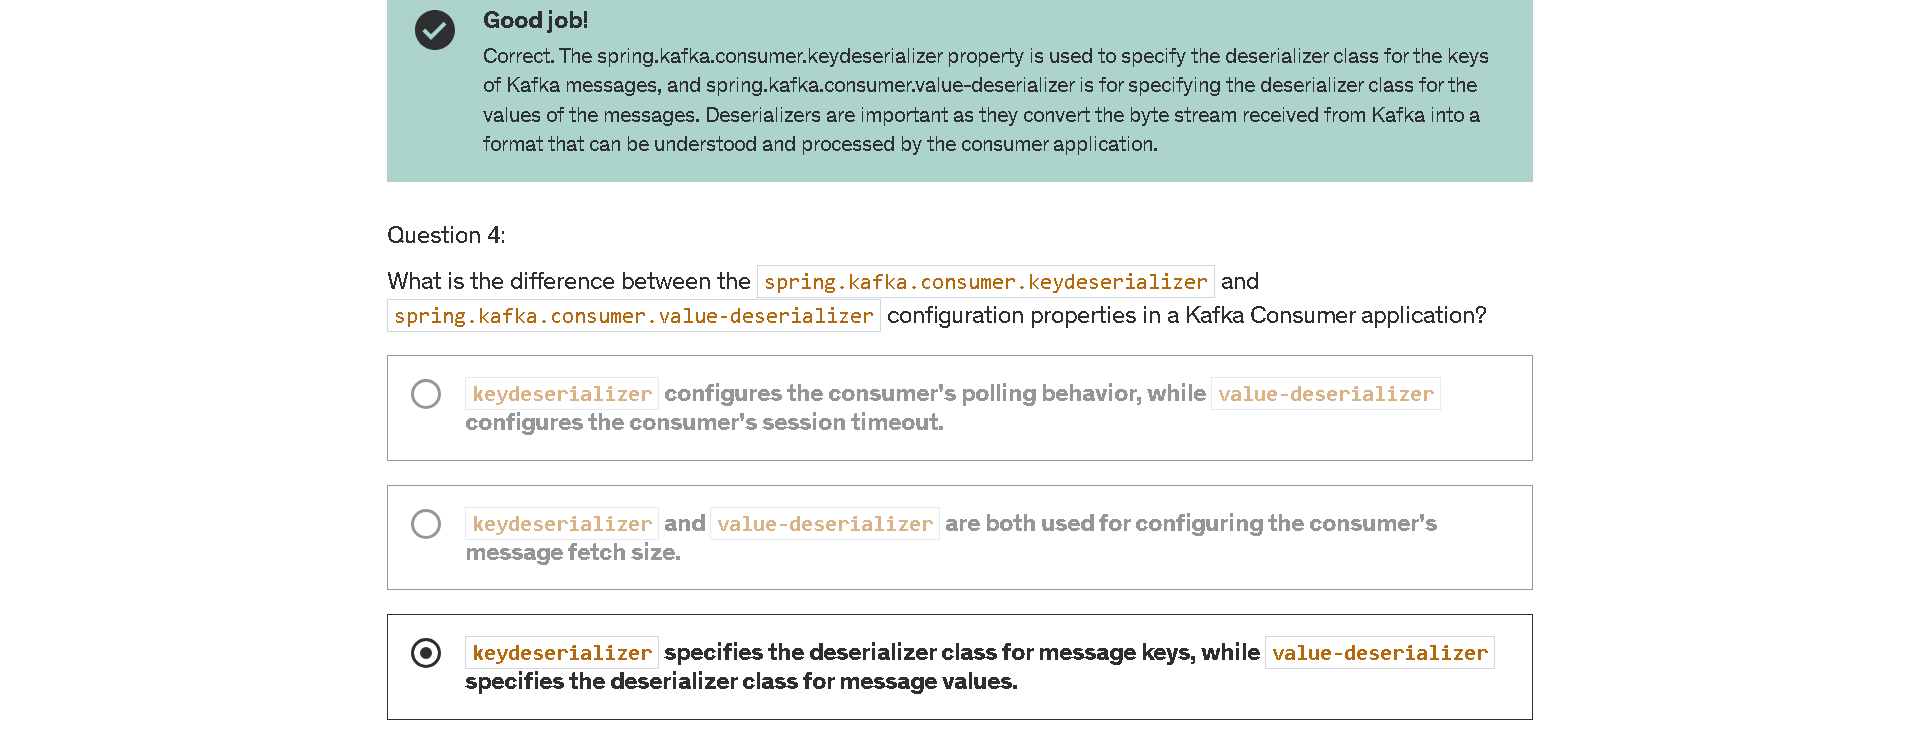 Good job!
Correct. The spring.kafka.consumer.keydeserializer property is used to specify the deserializer class for the keys
of Kafka messages, and spring.kafka.consumer.value-deserializer is for specifying the deserializer class for the
values of the messages. Deserializers are important as they convert the byte stream received from Kafka into a
format that can be understood and processed by the consumer application.
Question 4:
What is the difference between the spring.kafka.consumer.keydeserializer and
spring.kafka.consumer.value-deserializer configuration properties in a Kafka Consumer application?
keydeserializer configures the consumer's polling behavior, while value-deserializer
configures the consumer's session timeout.
keydeserializer and value-deserializer are both used for configuring the consumer's
message fetch size.
keydeserializer specifies the deserializer class for message keys, while value-deserializer
specifies the deserializer class for message values.